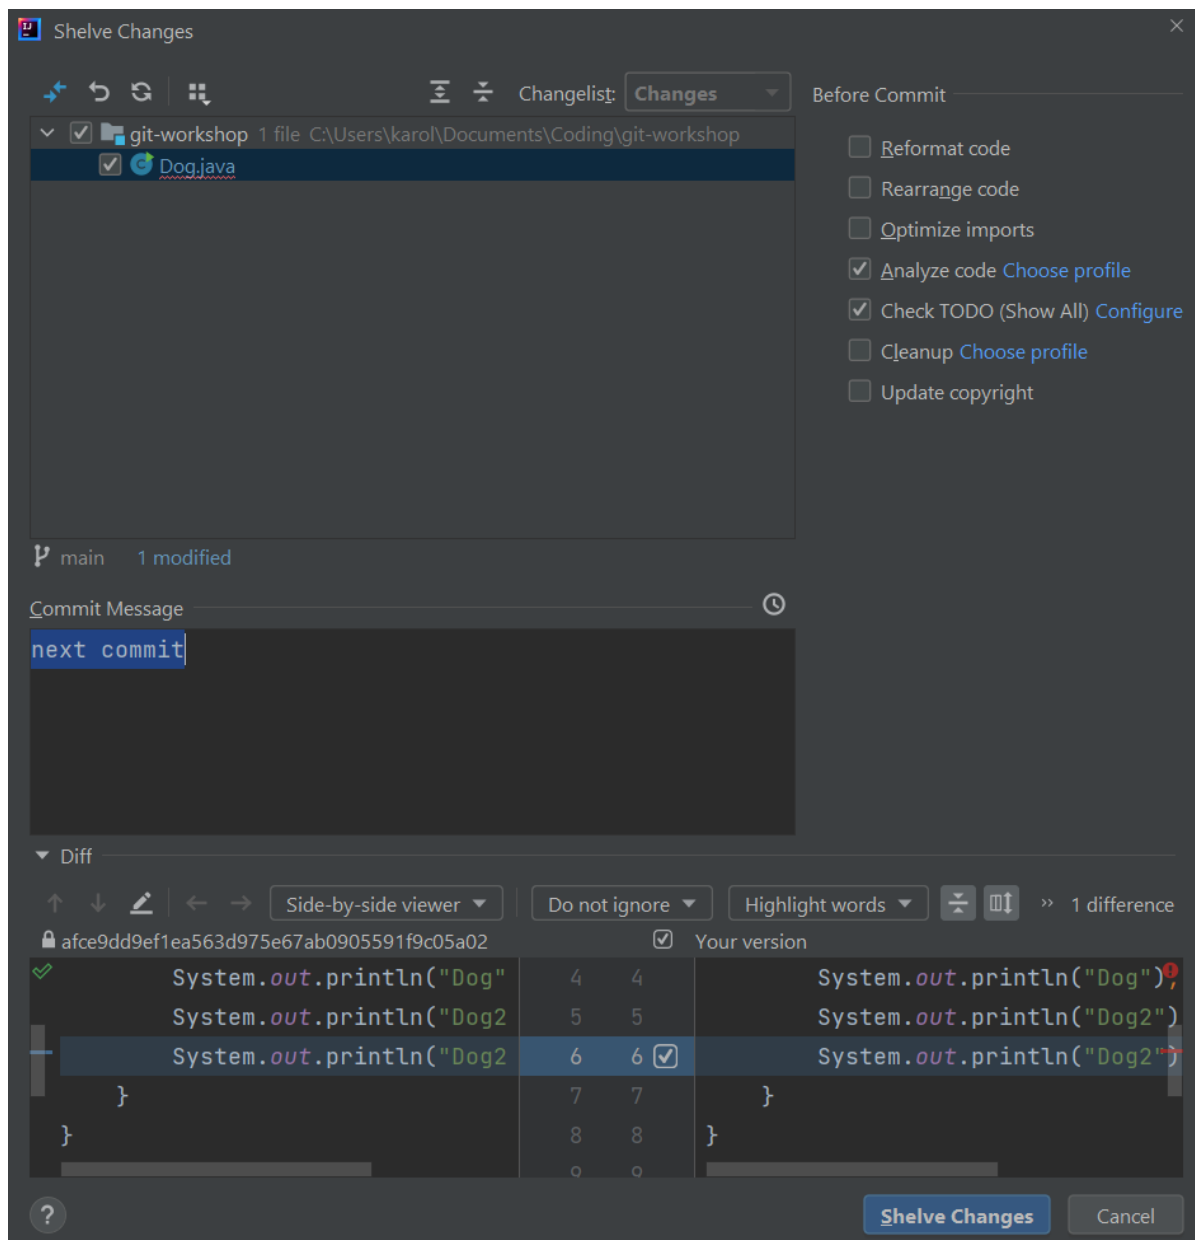 Shelve Changes
Changelist: Changes
Before Commit
git-workshop 1 file C:\Users\karol\Documents\Coding\git-workshop
Dog.java
Reformat code
Rearrange code
Optimize imports
Analyze code Choose profile
Check TODO (Show All) Configure
Cleanup Choose profile
Update copyright
main 1 modified
Commit Message
next commit
Diff
Side-by-side viewer Do not ignore Highlight words >> 1 difference
afce9dd9ef1ea563d975e67ab0905591f9c05a02 Your version
System.out.println("Dog" 4 4 System.out.println("Dog");
System.out.println("Dog2 5 5 System.out.println("Dog2")
System.out.println("Dog2 6 6 System.out.println("Dog2")
} 7 7 }
} 8 8 }
9 9
? Shelve Changes Cancel